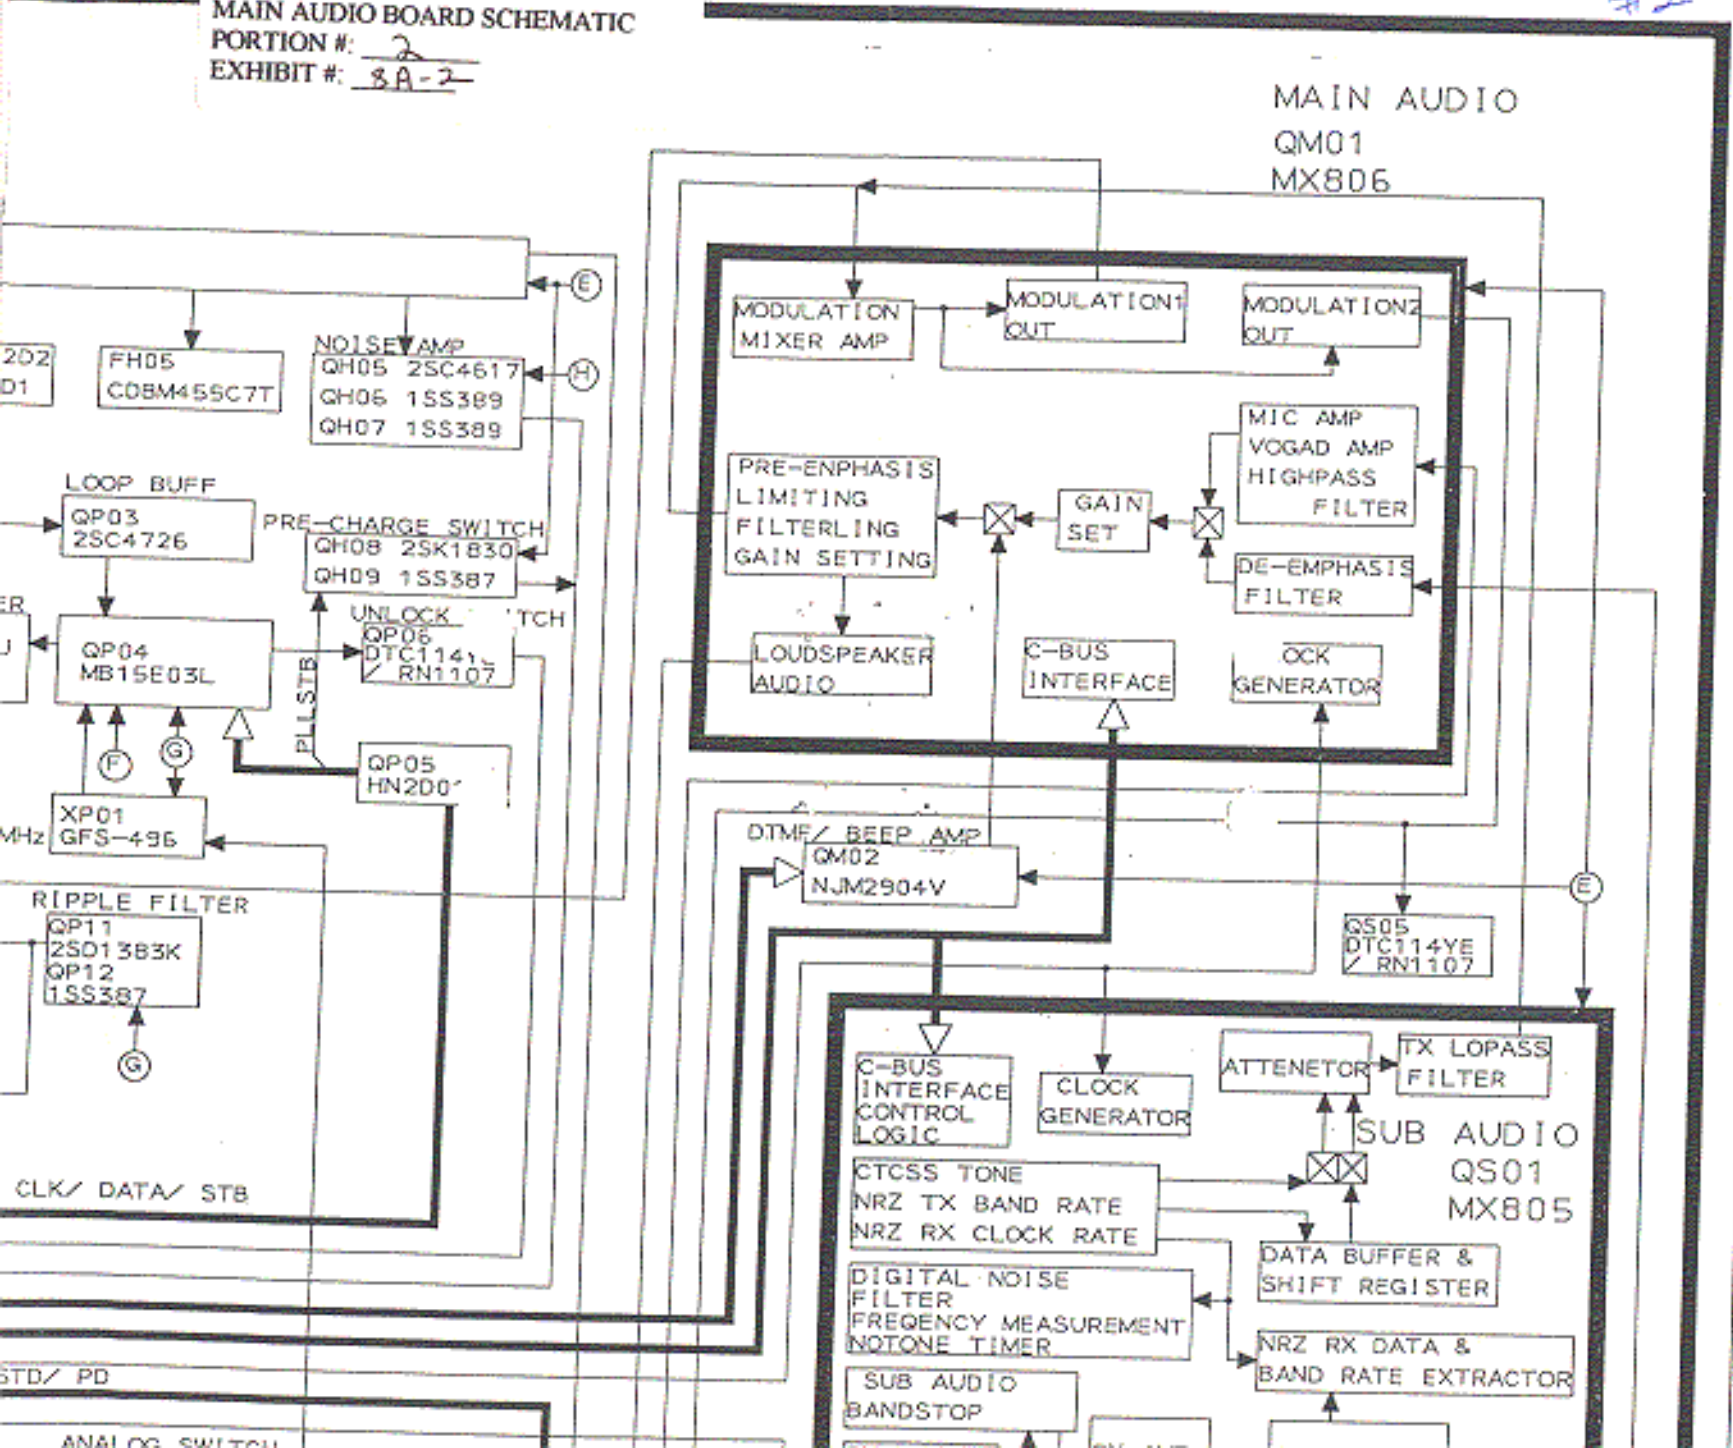 MAIN AUDIO BOARD SCHEMATIC
PORTION #: 2
EXHIBIT #: 8A-2
MAIN AUDIO
QM01
MX806
E
2D2
D1
FH05
CDBM455C7T
NOISE AMP
QH05 2SC4617
QH06 1SS389
QH07 1SS389
H
MODULATION
MIXER AMP
MODULATION1
OUT
MODULATION2
OUT
MIC AMP
VOGAD AMP
HIGHPASS
FILTER
PRE-ENPHASIS
LIMITING
FILTERLING
GAIN SETTING
GAIN
SET
DE-EMPHASIS
FILTER
LOUDSPEAKER
AUDIO
C-BUS
INTERFACE
OCK
GENERATOR
LOOP BUFF
QP03
2SC4726
PRE-CHARGE SWITCH
QH08 2SK1830
QH09 1SS387
ER
J
QP04
MB15E03L
UNLOCK TCH
QP06
DTC114Y
/ RN1107
PLLSTB
F
G
QP05
HN2D0
MHz
XP01
GFS-496
DTMF/ BEEP AMP
QM02
NJM2904V
E
RIPPLE FILTER
QP11
2SD1383K
QP12
1SS387
G
QS05
DTC114YE
/ RN1107
C-BUS
INTERFACE
CONTROL
LOGIC
CLOCK
GENERATOR
ATTENETOR
TX LOPASS
FILTER
SUB AUDIO
QS01
MX805
CTCSS TONE
NRZ TX BAND RATE
NRZ RX CLOCK RATE
DATA BUFFER &
SHIFT REGISTER
DIGITAL NOISE
FILTER
FREQENCY MEASUREMENT
NOTONE TIMER
NRZ RX DATA &
BAND RATE EXTRACTOR
SUB AUDIO
BANDSTOP
CLK/ DATA/ STB
STD/ PD
ANALOG SWITCH